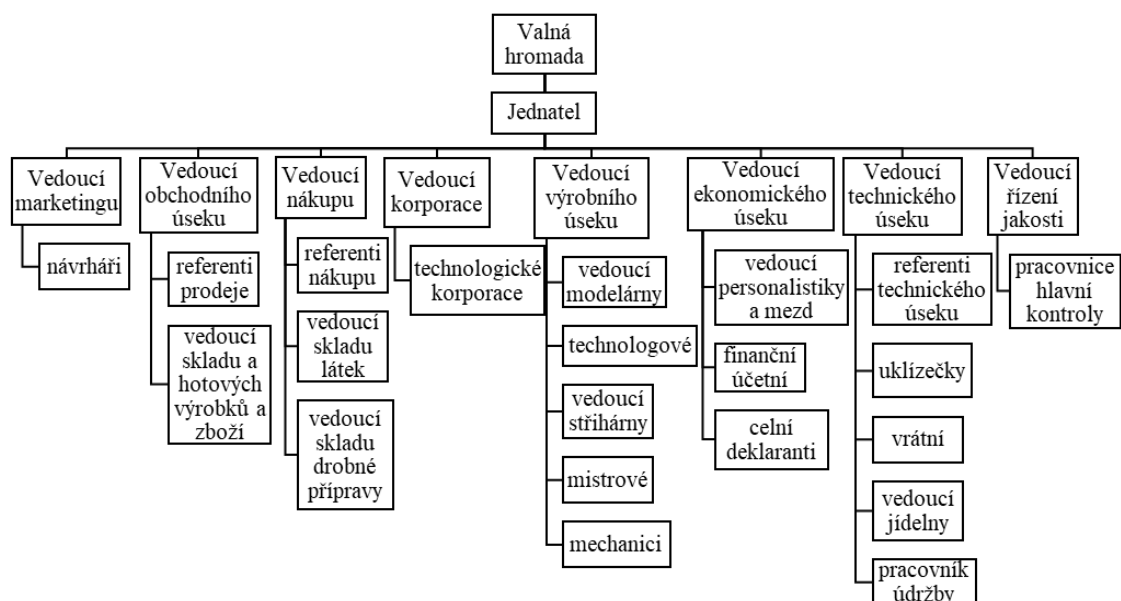 Valná
hromada
Jednatel
Vedoucí
marketingu
návrháři
Vedoucí
obchodního
úseku
referenti
prodeje
vedoucí
skladu a
hotových
výrobků a
zboží
Vedoucí
nákupu
referenti
nákupu
vedoucí
skladu
látek
vedoucí
skladu
drobné
přípravy
Vedoucí
korporace
technologické
korporace
Vedoucí
výrobního
úseku
vedoucí
modelárny
technologové
vedoucí
střihárny
mistrové
mechanici
Vedoucí
ekonomického
úseku
vedoucí
personalistiky
a mezd
finanční
účetní
celní
deklaranti
Vedoucí
technického
úseku
referenti
technického
úseku
uklízečky
vrátní
vedoucí
jídelny
pracovník
údržby
Vedoucí
řízení
jakosti
pracovnice
hlavní
kontroly